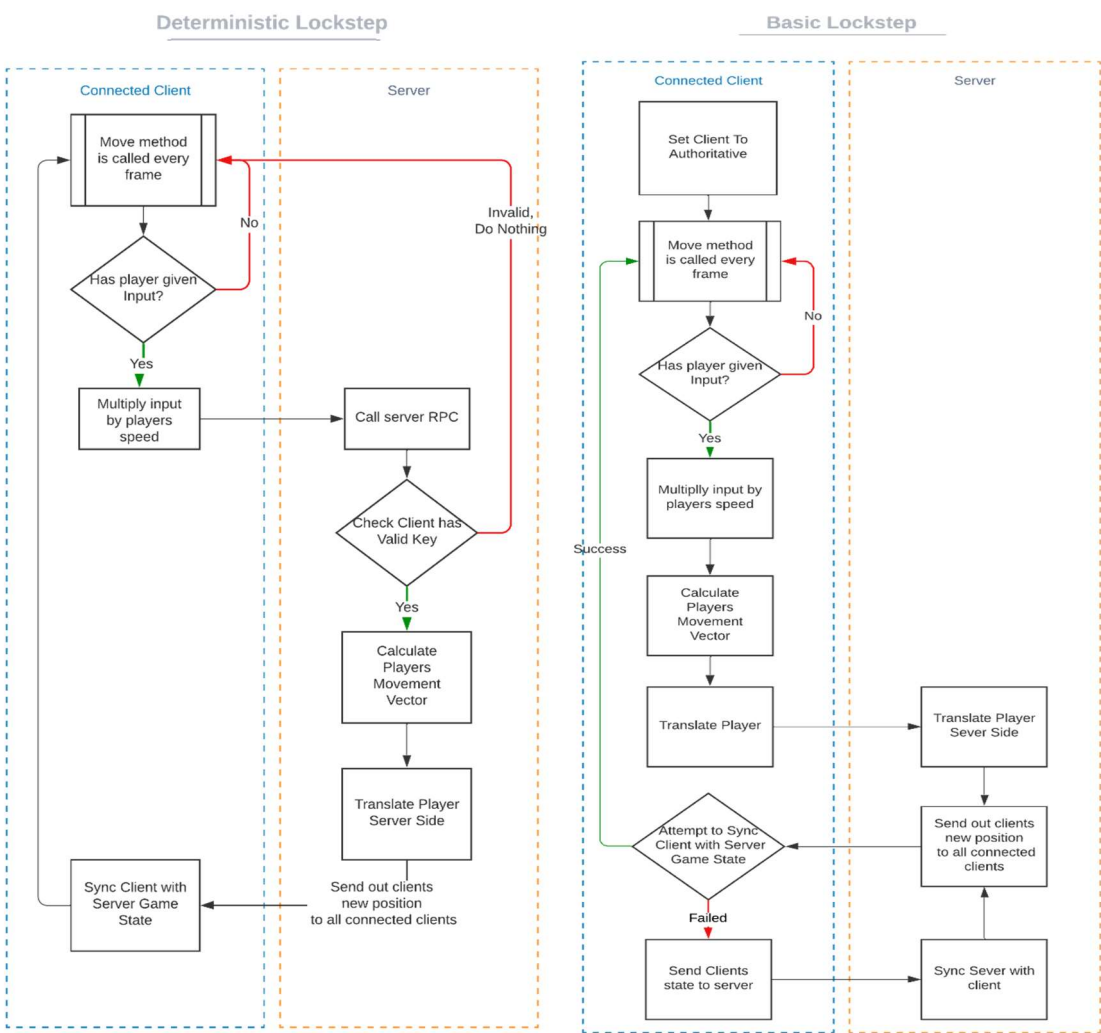 Deterministic Lockstep
Connected Client
Server
Move method
is called every
frame
No
Invalid,
Do Nothing
Has player given
Input?
Yes
Multiply input
by players
speed
Call server RPC
Check Client has
Valid Key
Yes
Calculate
Players
Movement
Vector
Translate Player
Server Side
Send out clients
new position
to all connected clients
Sync Client with
Server Game
State
Basic Lockstep
Connected Client
Server
Set Client To
Authoritative
Move method
is called every
frame
No
Has player given
Input?
Yes
Multiplly input by
players speed
Success
Calculate
Players
Movement
Vector
Translate Player
Translate Player
Sever Side
Send out clients
new position
to all connected
clients
Attempt to Sync
Client with Server
Game State
Failed
Send Clients
state to server
Sync Sever with
client